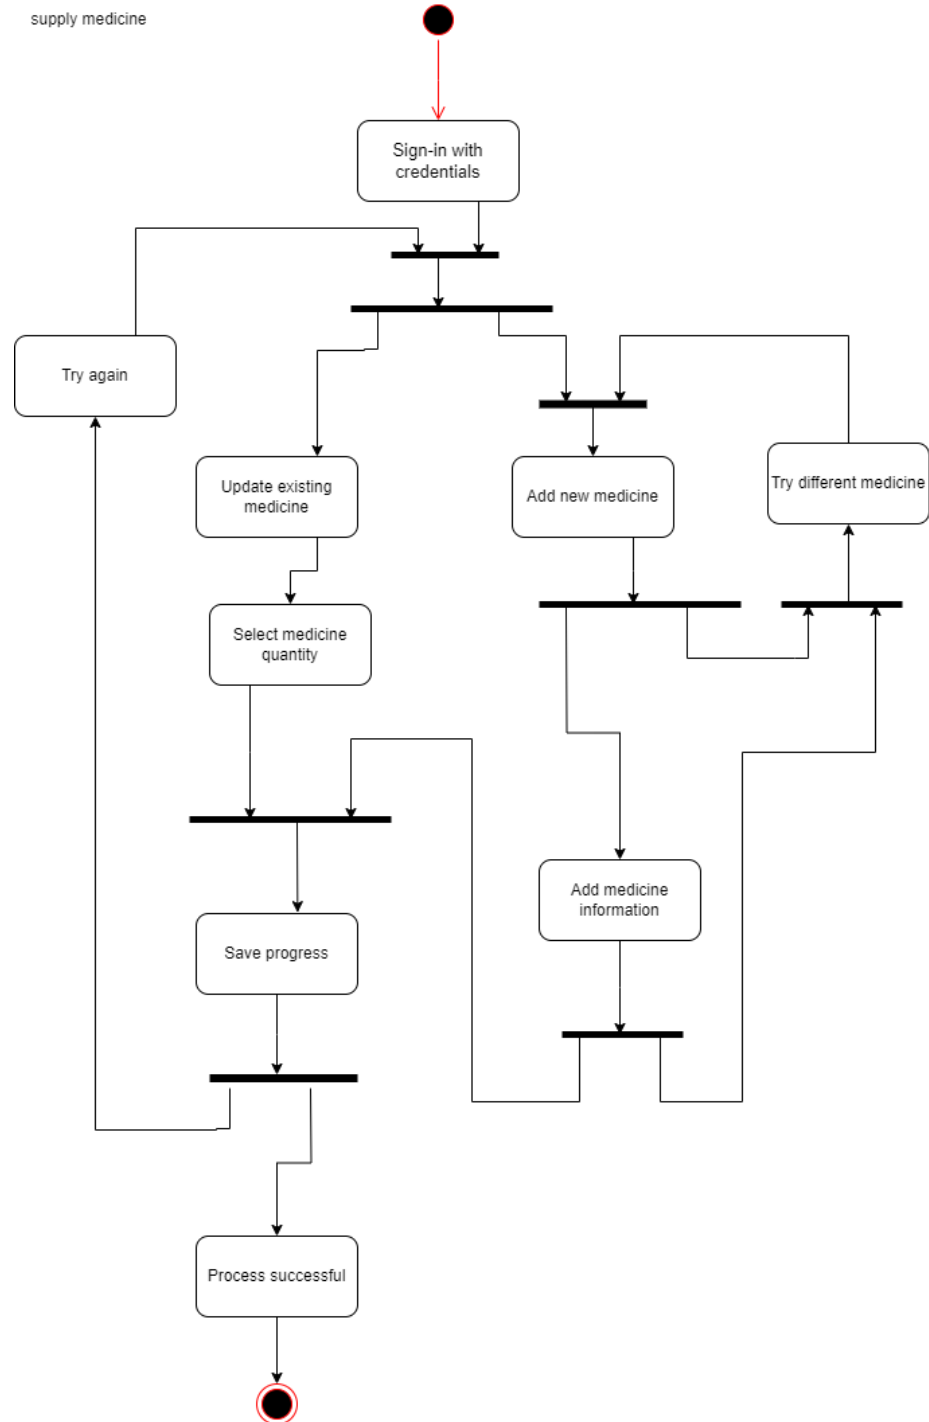 supply medicine
Sign-in with
credentials
Try again
Update existing
medicine
Add new medicine
Try different medicine
Select medicine
quantity
Add medicine
information
Save progress
Process successful